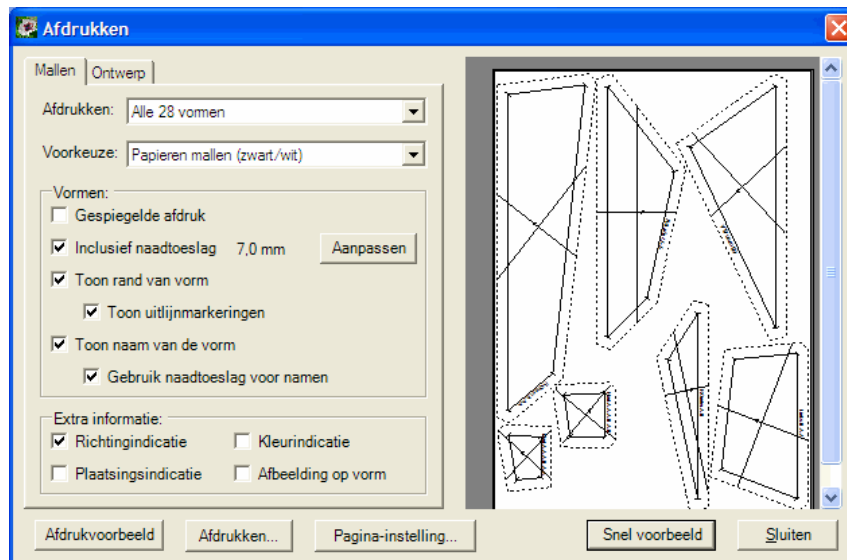 Afdrukken
Mallen Ontwerp
Afdrukken: Alle 28 vormen
Voorkeuze: Papieren mallen (zwart/wit)
Vormen:
Gespiegelde afdruk
Inclusief naadtoeslag 7,0 mm Aanpassen
Toon rand van vorm
Toon uitlijnmarkeringen
Toon naam van de vorm
Gebruik naadtoeslag voor namen
Extra informatie:
Richtingindicatie Kleurindicatie
Plaatsingsindicatie Afbeelding op vorm
Afdrukvoorbeeld Afdrukken... Pagina-instelling... Snel voorbeeld Sluiten